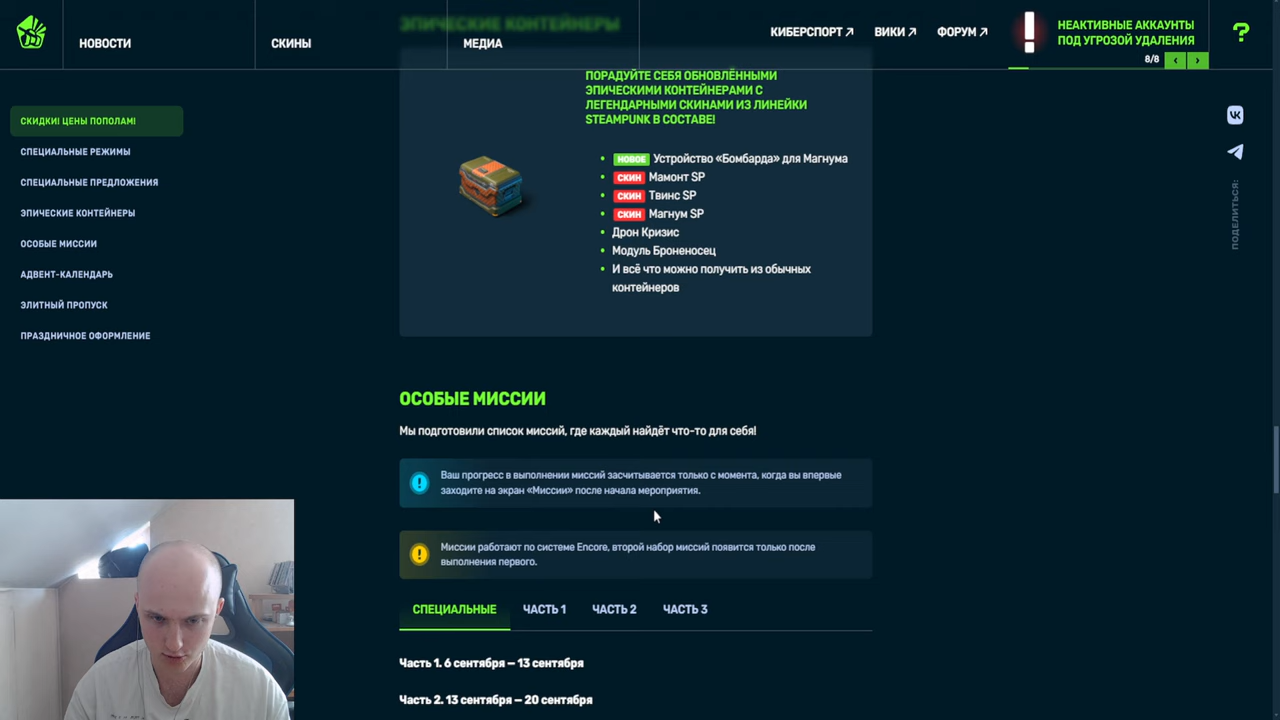 НОВОСТИ
СКИНЫ
МЕДИА
КИБЕРСПОРТ
ВИКИ
ФОРУМ
НЕАКТИВНЫЕ АККАУНТЫ
ПОД УГРОЗОЙ УДАЛЕНИЯ
8/8
?
СКИДКИ! ЦЕНЫ ПОПОЛАМ!
СПЕЦИАЛЬНЫЕ РЕЖИМЫ
СПЕЦИАЛЬНЫЕ ПРЕДЛОЖЕНИЯ
ЭПИЧЕСКИЕ КОНТЕЙНЕРЫ
ОСОБЫЕ МИССИИ
АДВЕНТ-КАЛЕНДАРЬ
ЭЛИТНЫЙ ПРОПУСК
ПРАЗДНИЧНОЕ ОФОРМЛЕНИЕ
ЭПИЧЕСКИЕ КОНТЕЙНЕРЫ
ПОРАДУЙТЕ СЕБЯ ОБНОВЛЁННЫМИ
ЭПИЧЕСКИМИ КОНТЕЙНЕРАМИ С
ЛЕГЕНДАРНЫМИ СКИНАМИ ИЗ ЛИНЕЙКИ
STEAMPUNK В СОСТАВЕ!
НОВОЕ Устройство «Бомбарда» для Магнума
СКИН Мамонт SP
СКИН Твинс SP
СКИН Магнум SP
Дрон Кризис
Модуль Броненосец
И всё что можно получить из обычных
контейнеров
ОСОБЫЕ МИССИИ
Мы подготовили список миссий, где каждый найдёт что-то для себя!
Ваш прогресс в выполнении миссий засчитывается только с момента, когда вы впервые
заходите на экран «Миссии» после начала мероприятия.
Миссии работают по системе Encore, второй набор миссий появится только после
выполнения первого.
СПЕЦИАЛЬНЫЕ
ЧАСТЬ 1
ЧАСТЬ 2
ЧАСТЬ 3
Часть 1. 6 сентября — 13 сентября
Часть 2. 13 сентября — 20 сентября
ПОДЕЛИТЬСЯ: